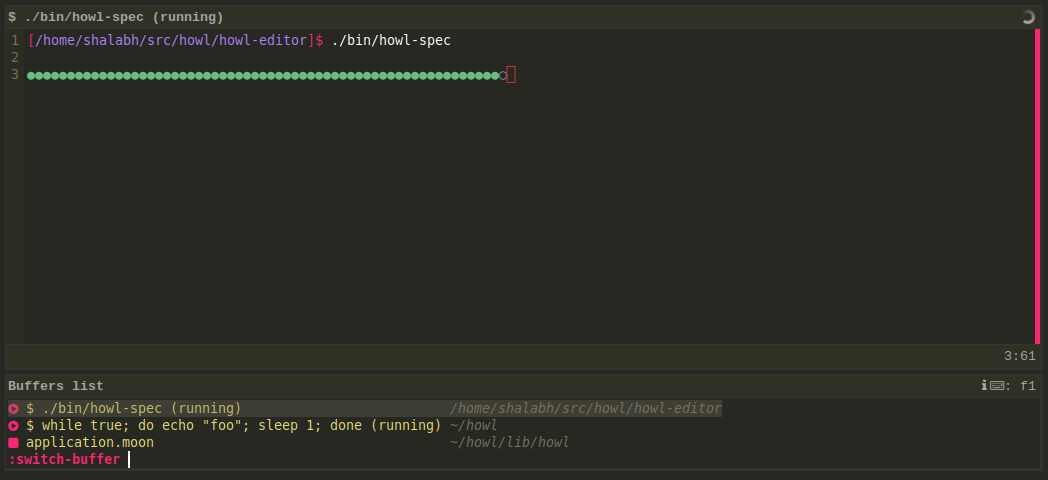 $ ./bin/howl-spec (running)
1 [/home/shalabh/src/howl/howl-editor]$ ./bin/howl-spec
2
3 ●●●●●●●●●●●●●●●●●●●●●●●●●●●●●●●●●●●●●●●●●●●●●●●●●●●●●●●●●●●○
3:61
Buffers list ℹ⌨: f1
$ ./bin/howl-spec (running) /home/shalabh/src/howl/howl-editor
$ while true; do echo "foo"; sleep 1; done (running) ~/howl
application.moon ~/howl/lib/howl
:switch-buffer